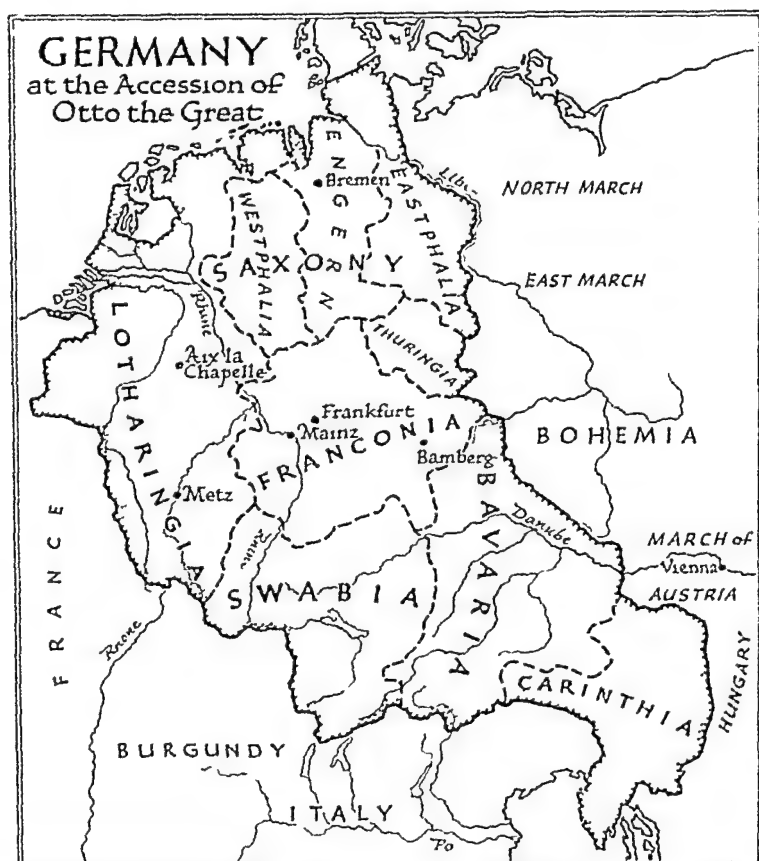 GERMANY
at the Accession of
Otto the Great
ENGERN
Bremen
WESTPHALIA
EASTPHALIA
Elbe
NORTH MARCH
SAXONY
EAST MARCH
Rhine
LOTHARINGIA
THURINGIA
Aix la
Chapelle
Frankfurt
Mainz
FRANCONIA
Bamberg
BOHEMIA
Metz
FRANCE
Rhine
BAVARIA
Danube
MARCH of
Vienna
AUSTRIA
SWABIA
Rhone
CARINTHIA
HUNGARY
BURGUNDY
ITALY
Po